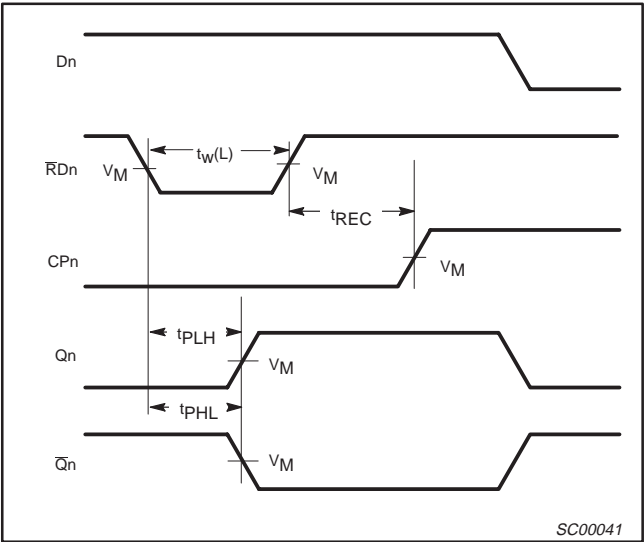 Dn
RDn
VM
tw(L)
VM
tREC
CPn
VM
tPLH
Qn
VM
tPHL
Qn
VM
SC00041